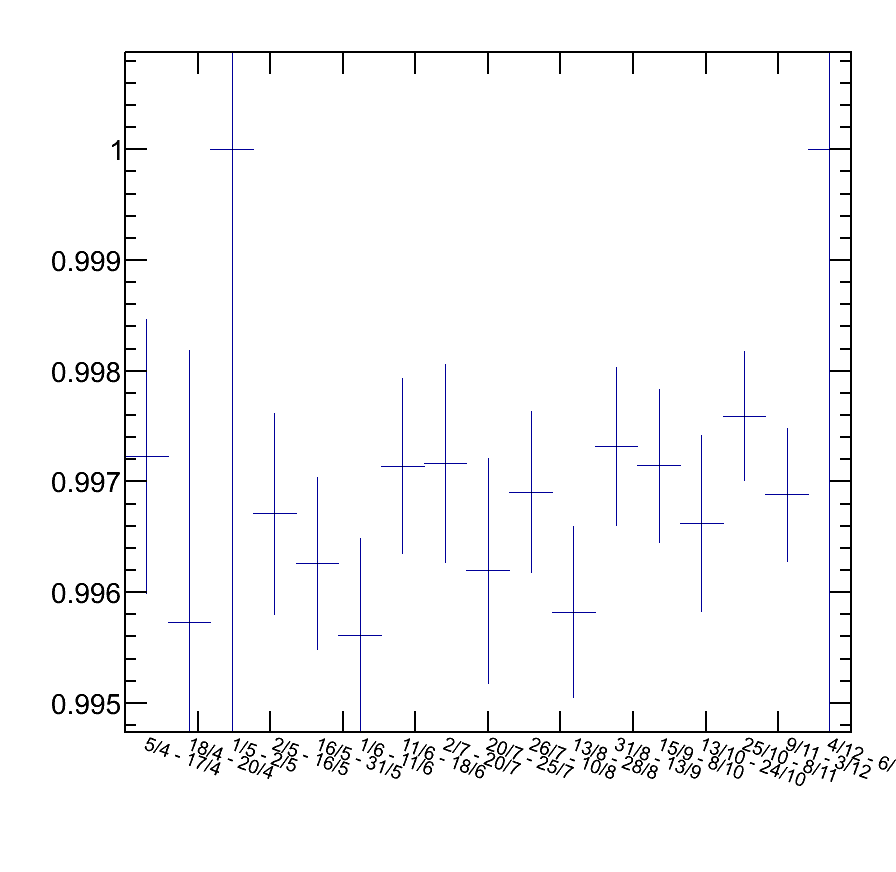 1
0.999
0.998
0.997
0.996
0.995
5/4 - 17/4
18/4 - 20/4
1/5 - 2/5
2/5 - 16/5
16/5 - 31/5
1/6 - 11/6
11/6 - 18/6
2/7 - 20/7
20/7 - 25/7
26/7 - 10/8
13/8 - 28/8
31/8 - 13/9
15/9 - 8/10
13/10 - 24/10
25/10 - 8/11
9/11 - 3/12
4/12 - 6/